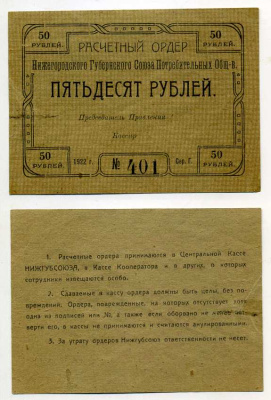 50 РУБЛЕЙ. 50 РУБЛЕЙ.
РАСЧЕТНЫЙ ОРДЕР
Нижегородского Губернского Союза Потребительных Общ-в.
ПЯТЬДЕСЯТ РУБЛЕЙ.
Председатель Правления
Кассир
50 РУБЛЕЙ. 1922 г. № 401 Сер. Г. 50 РУБЛЕЙ.
1. Расчетные ордера принимаются в Центральной Кассе
НИЖГУБСОЮЗА, в Кассе Кооператова и в других, о которых
сотрудники извещаются особо.
2. Сдаваемые в кассу ордера должны быть целы, без по-
врежденний. Ордера, поврежденные, на которых отсутствует хотя
одна из подписей или №, а также если оборвано не менее чет-
верти его, в кассы не принимаются и считаются анулированными.
3. За утрату ордеров Нижгубсоюз ответственности не несет.